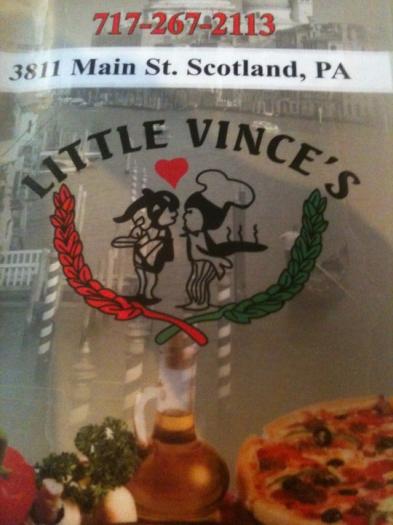 717-267-2113
3811 Main St. Scotland, PA
LITTLE VINCE'S